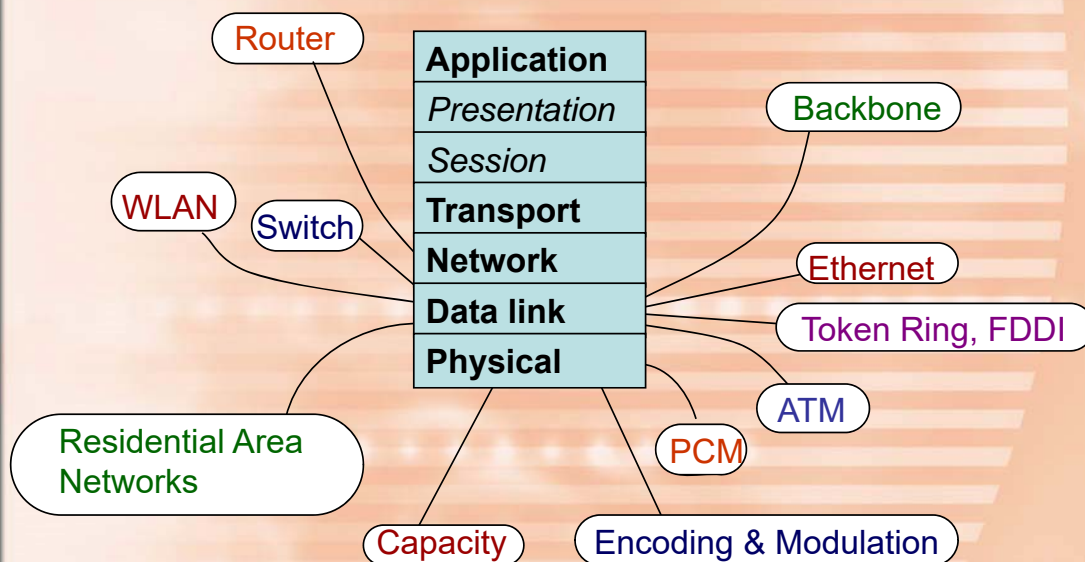 Router
Application
Presentation
Backbone
Session
WLAN
Switch
Transport
Network
Ethernet
Data link
Token Ring, FDDI
Physical
ATM
Residential Area
Networks
PCM
Capacity
Encoding & Modulation